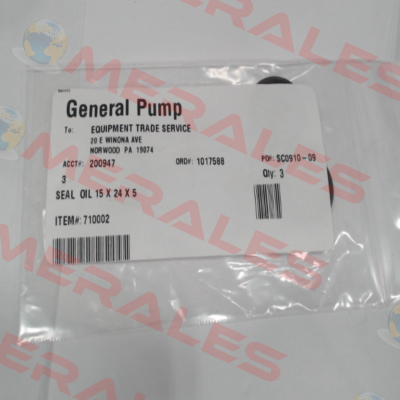 MERALES
General Pump
To: EQUIPMENT TRADE SERVICE
20 E WINONA AVE
NORWOOD PA 19074
ACCT#: 200947 ORD#: 1017588 PO#: SC0910-09
3 Qty: 3
SEAL OIL 15 X 24 X 5
ITEM#: 710002
MERALES
MERALES